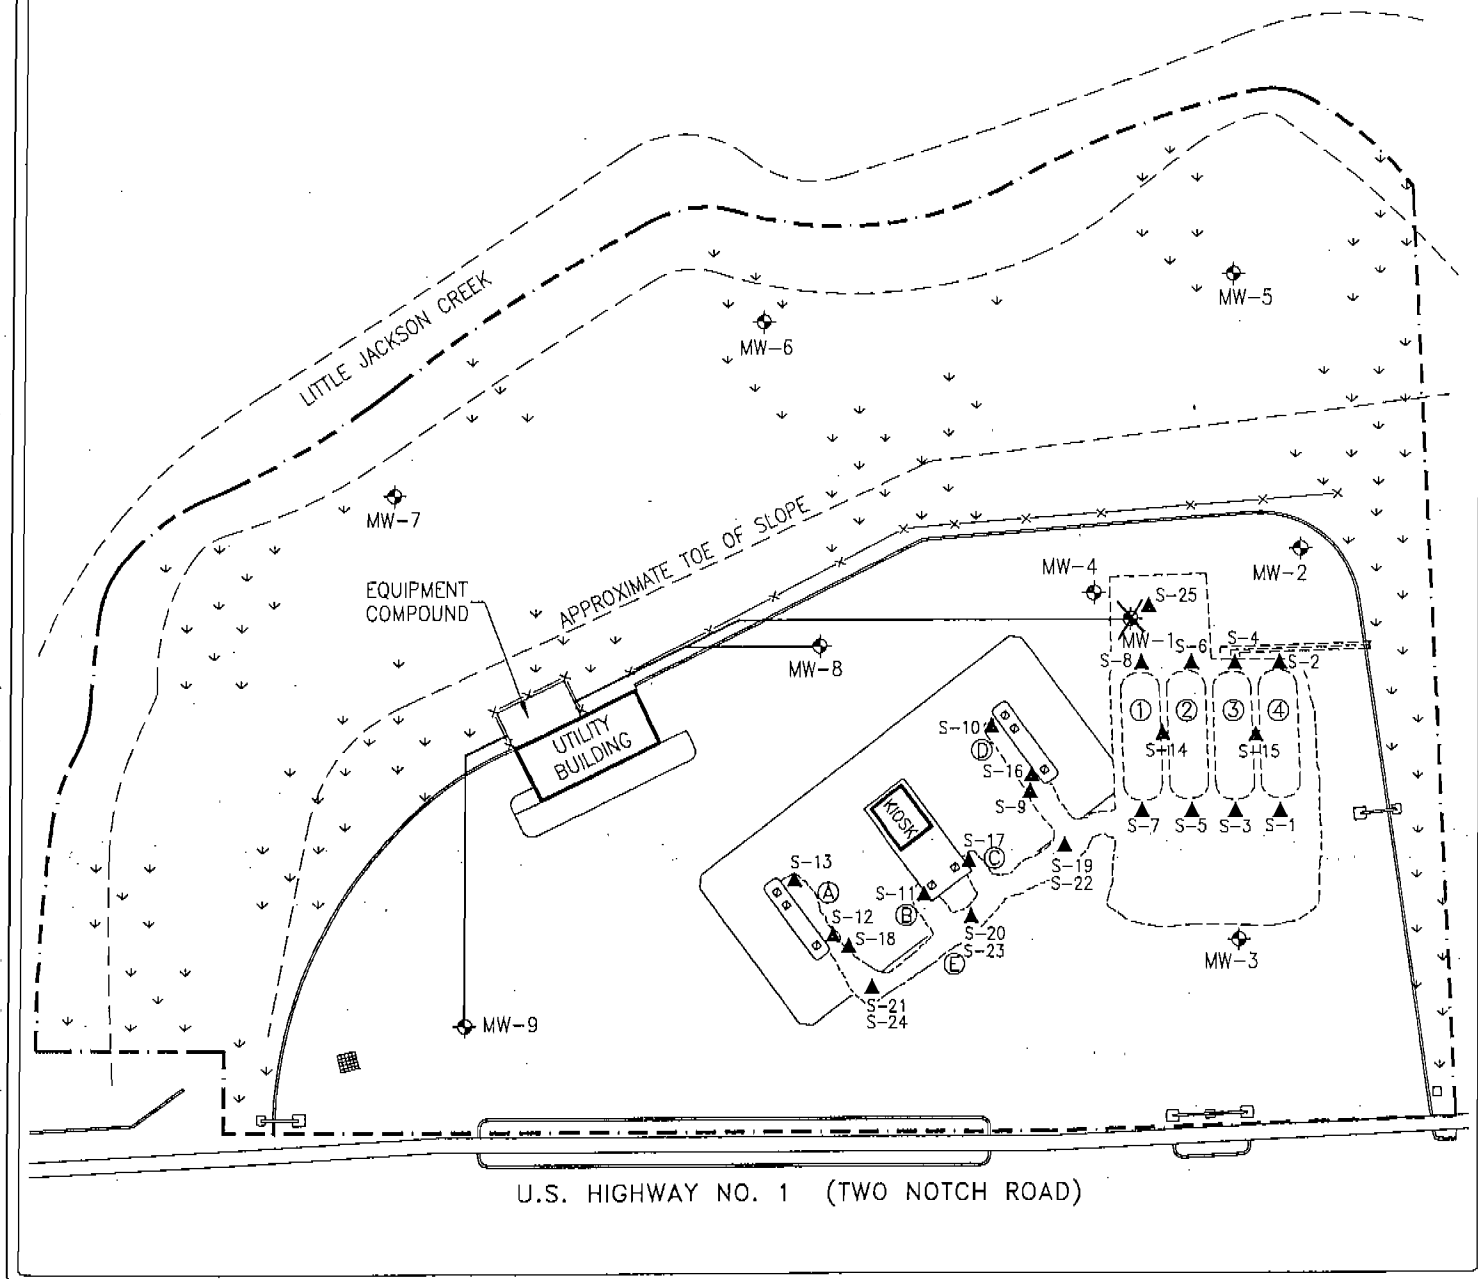 LITTLE JACKSON CREEK
MW-5
MW-6
MW-7
APPROXIMATE TOE OF SLOPE
EQUIPMENT
COMPOUND
MW-4
MW-2
S-25
MW-1
S-8
S-6
S-4
S-2
MW-8
1
2
3
4
UTILITY
BUILDING
S-10
D
S-14
S-15
S-16
S-9
KIOSK
S-7
S-5
S-3
S-1
S-17
C
S-19
S-22
S-13
A
S-11
B
S-12
S-18
S-20
S-23
E
MW-3
S-21
S-24
MW-9
U.S. HIGHWAY NO. 1 (TWO NOTCH ROAD)